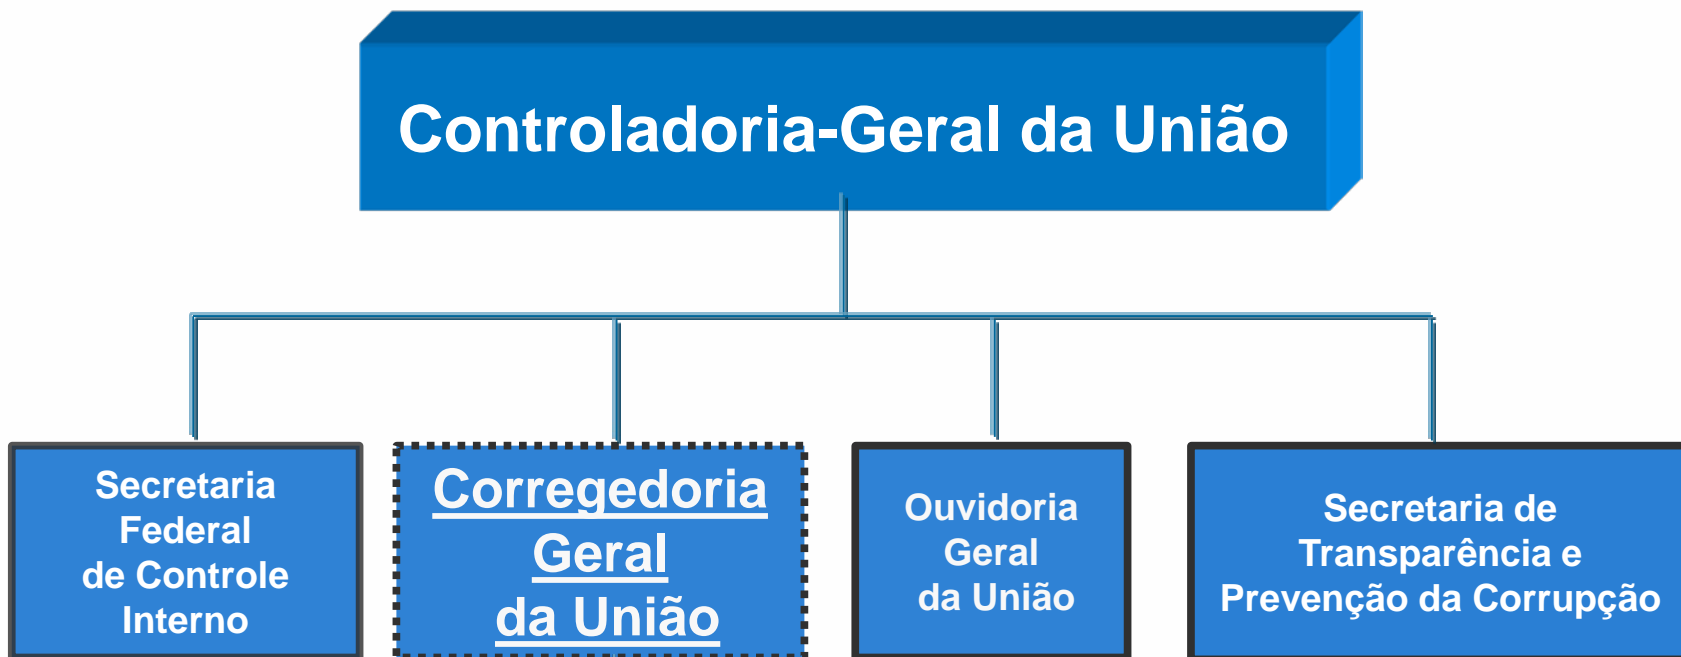 Controladoria-Geral da União
Secretaria
Federal
de Controle
Interno
Corregedoria
Geral
da União
Ouvidoria
Geral
da União
Secretaria de
Transparência e
Prevenção da Corrupção